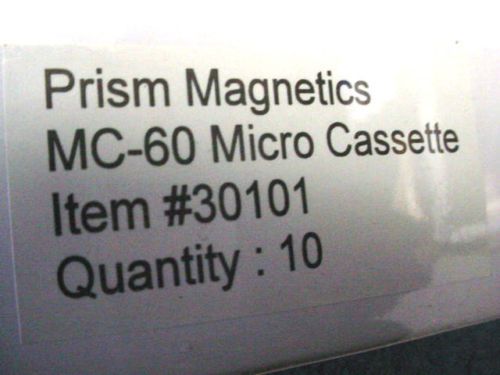 Prism Magnetics
MC-60 Micro Cassette
Item #30101
Quantity : 10